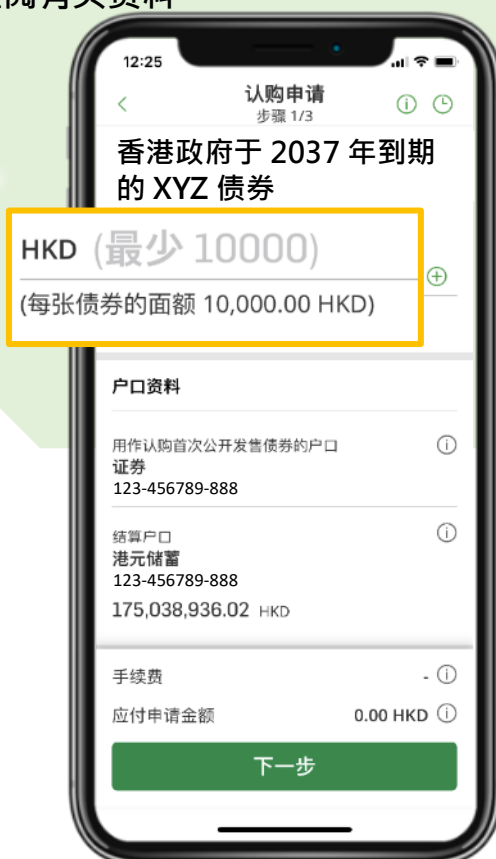 12:25
认购申请
步骤 1/3
香港政府于 2037 年到期
的 XYZ 债券
HKD (最少 10000)
(每张债券的面额 10,000.00 HKD)
户口资料
用作认购首次公开发售债券的户口
证券
123-456789-888
结算户口
港元储蓄
123-456789-888
175,038,936.02 HKD
手续费 -
应付申请金额 0.00 HKD
下一步